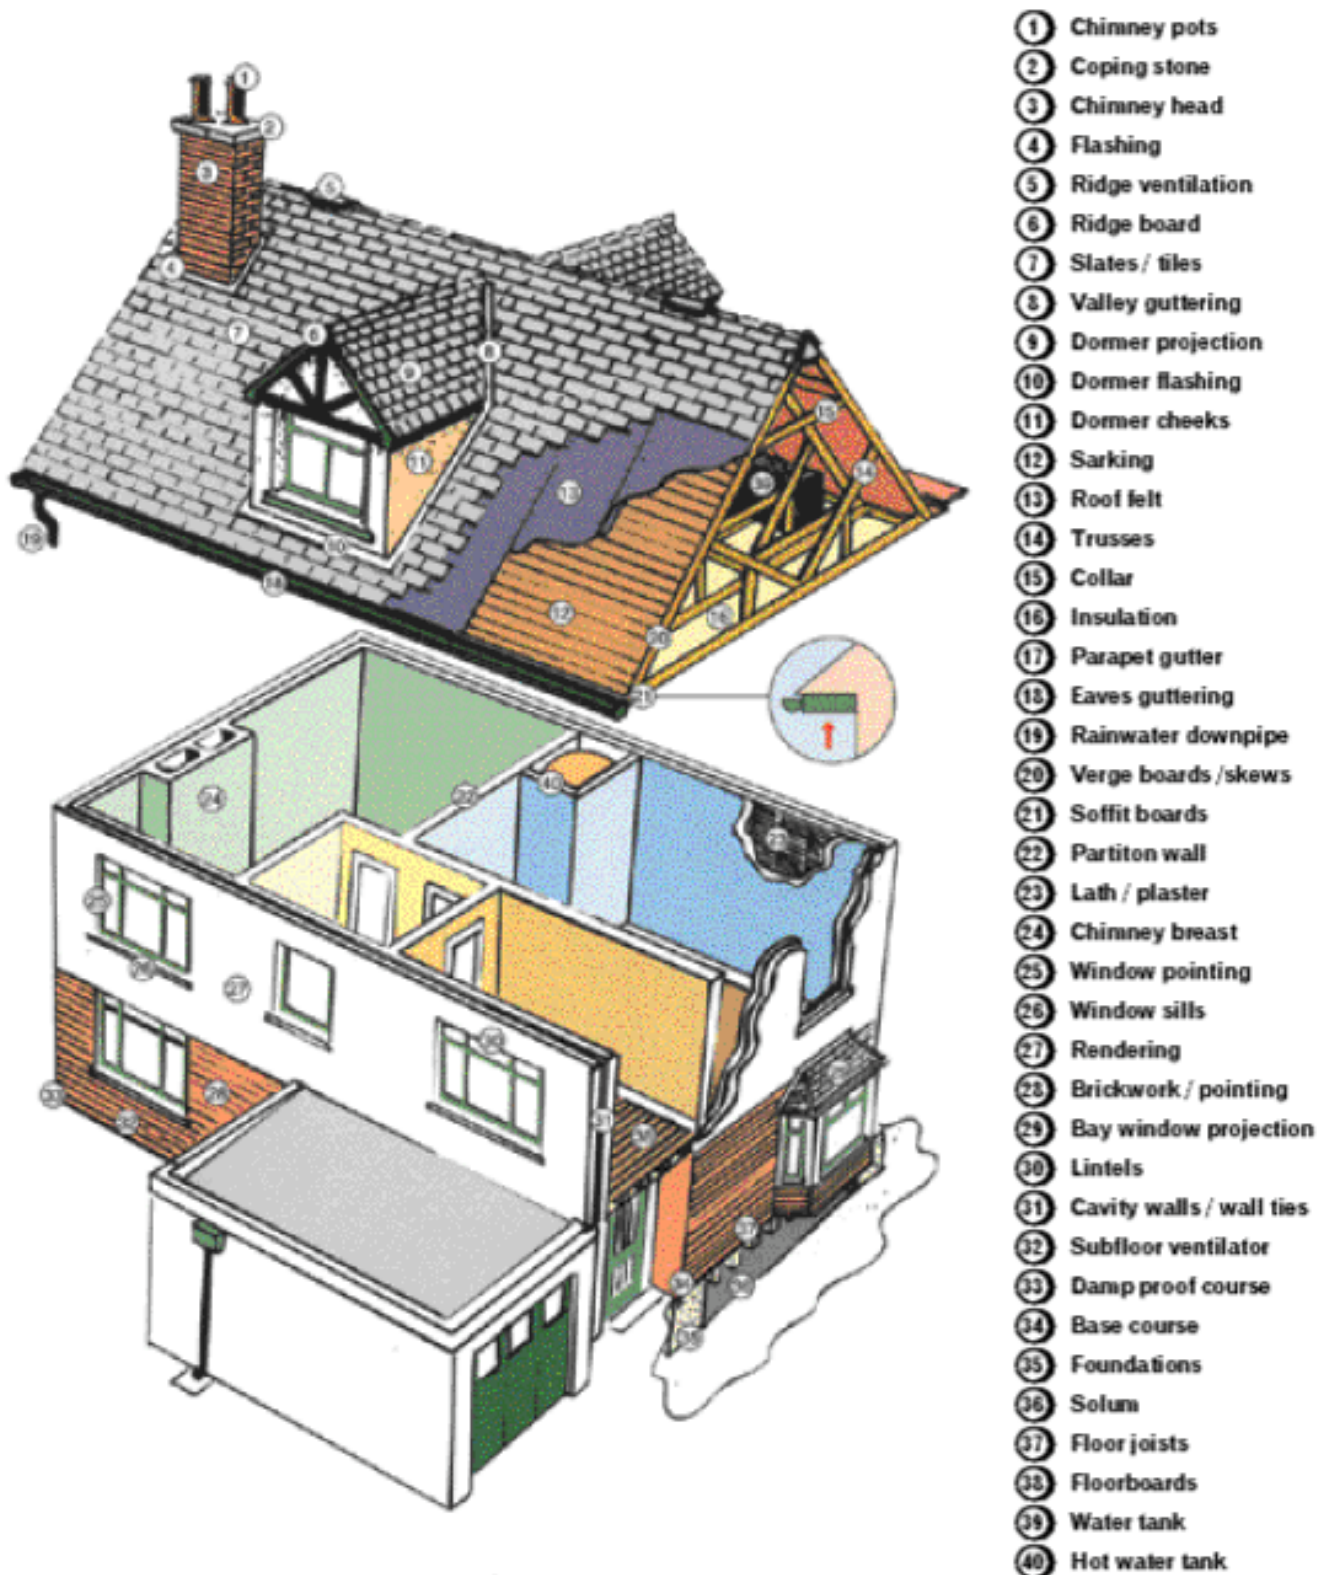 1 Chimney pots
2 Coping stone
3 Chimney head
4 Flashing
5 Ridge ventilation
6 Ridge board
7 Slates / tiles
8 Valley guttering
9 Dormer projection
10 Dormer flashing
11 Dormer cheeks
12 Sarking
13 Roof felt
14 Trusses
15 Collar
16 Insulation
17 Parapet gutter
18 Eaves guttering
19 Rainwater downpipe
20 Verge boards /skews
21 Soffit boards
22 Partiton wall
23 Lath / plaster
24 Chimney breast
25 Window pointing
26 Window sills
27 Rendering
28 Brickwork / pointing
29 Bay window projection
30 Lintels
31 Cavity walls / wall ties
32 Subfloor ventilator
33 Damp proof course
34 Base course
35 Foundations
36 Solum
37 Floor joists
38 Floorboards
39 Water tank
40 Hot water tank